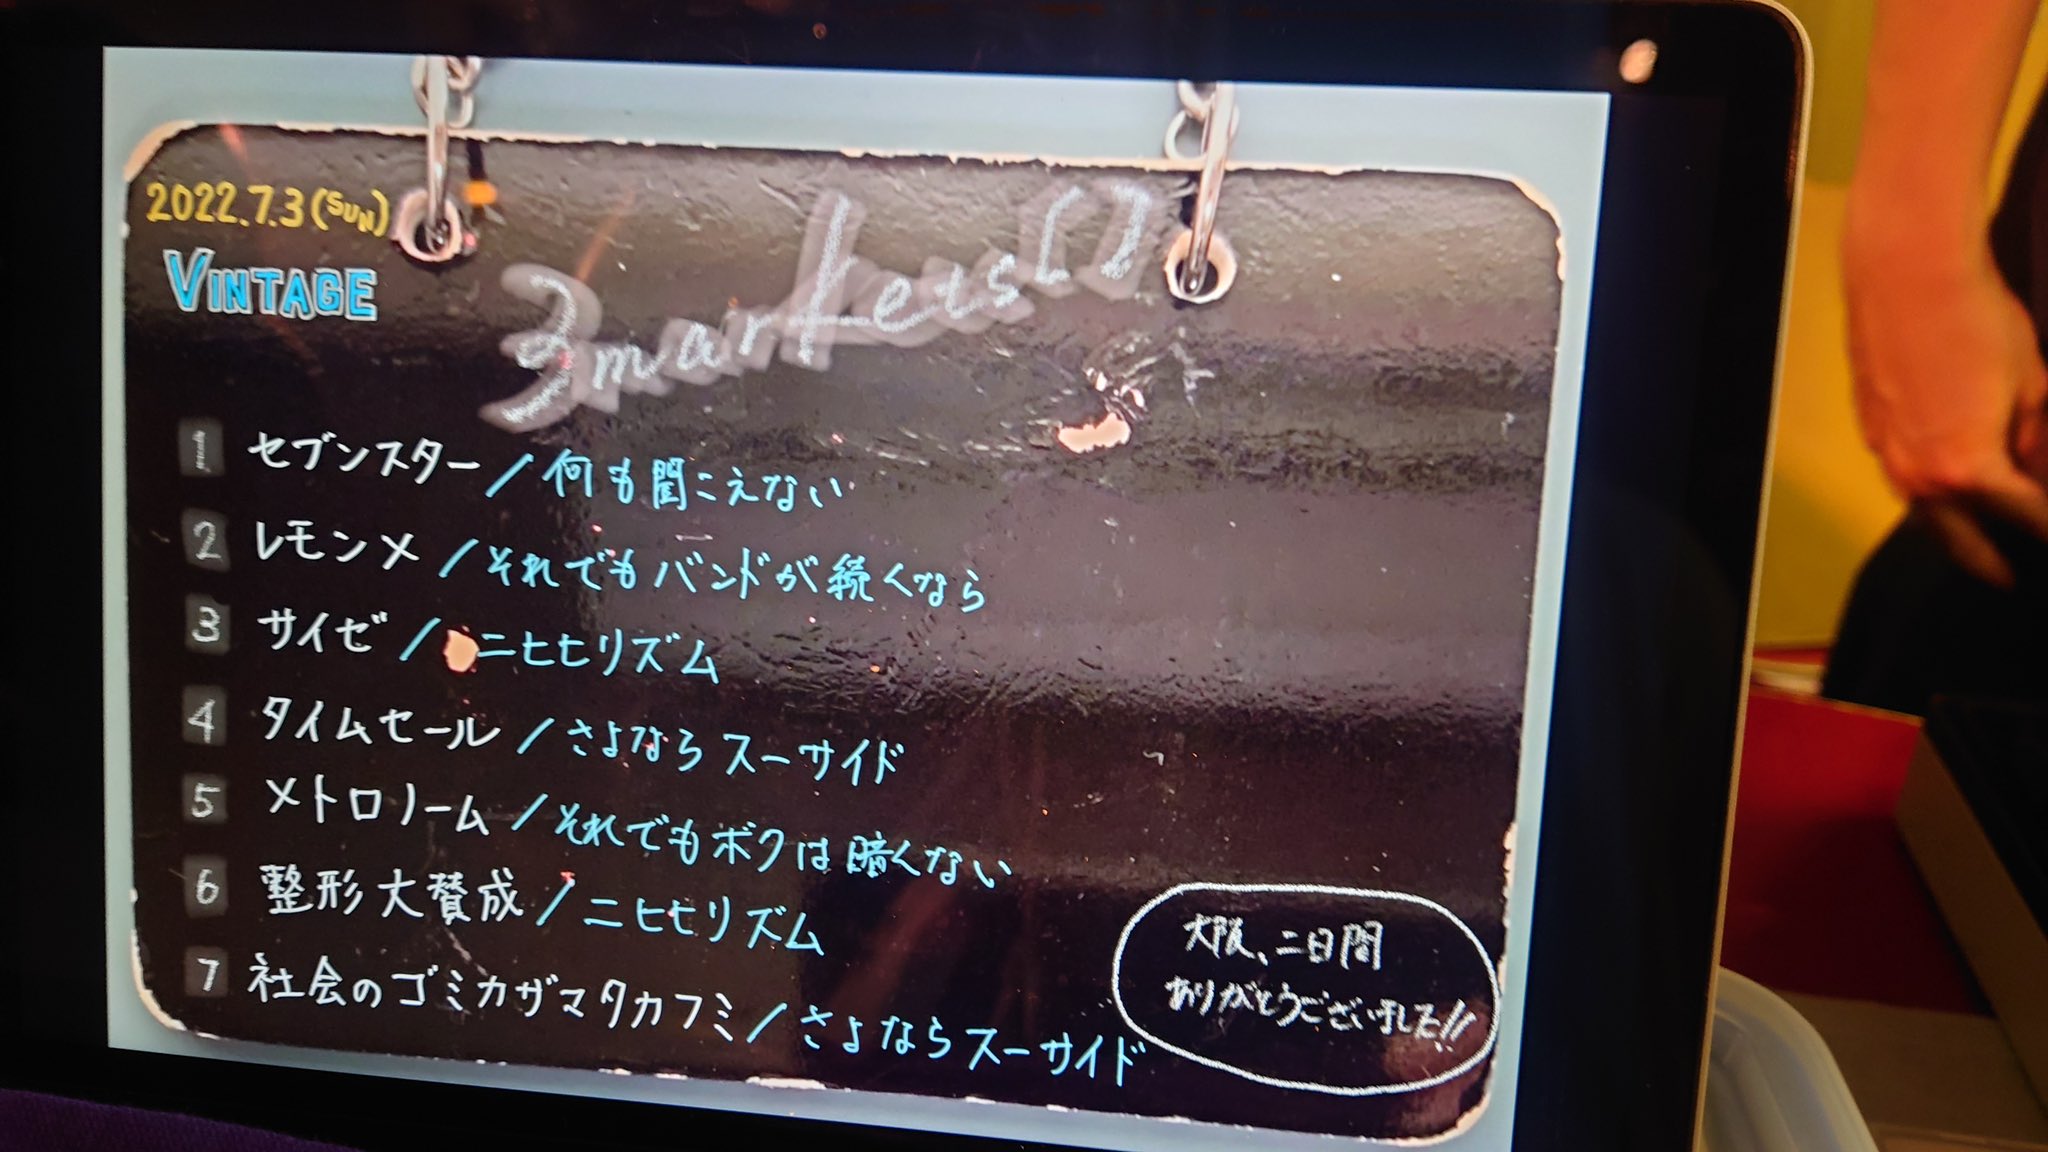 2022.7.3(SUN)
VINTAGE
3markets[]
1 セブンスター/何も聞こえない
2 レモン×/それでもバンドが続くなら
3 サイゼ/ニヒヒリズム
4 タイムセール/さよならスーサイド
5 メトロノーム/それでもボクは暗くない
6 整形大賛成/ニヒヒリズム
7 社会のゴミカザマタカフミ/さよならスーサイド
大阪、二日間
ありがとうございました!!